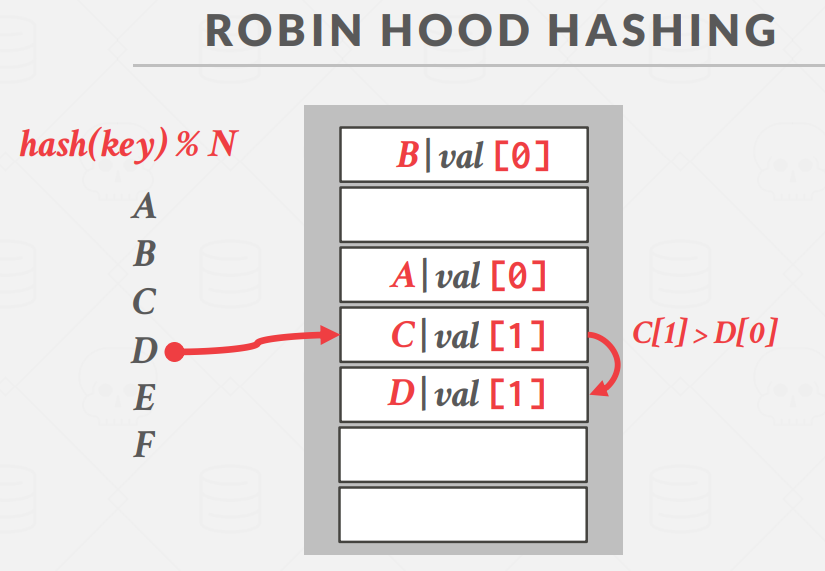 ROBIN HOOD HASHING
hash(key) % N
A
B
C
D
E
F
B|val [0]
A|val [0]
C|val [1]
D|val [1]
C[1] > D[0]